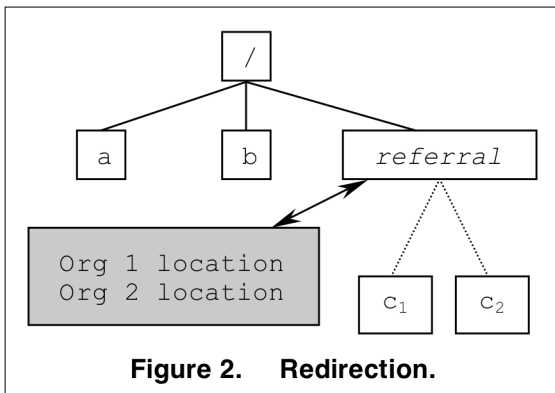 /
a
b
referral
Org 1 location
Org 2 location
c₁
c₂
Figure 2. Redirection.